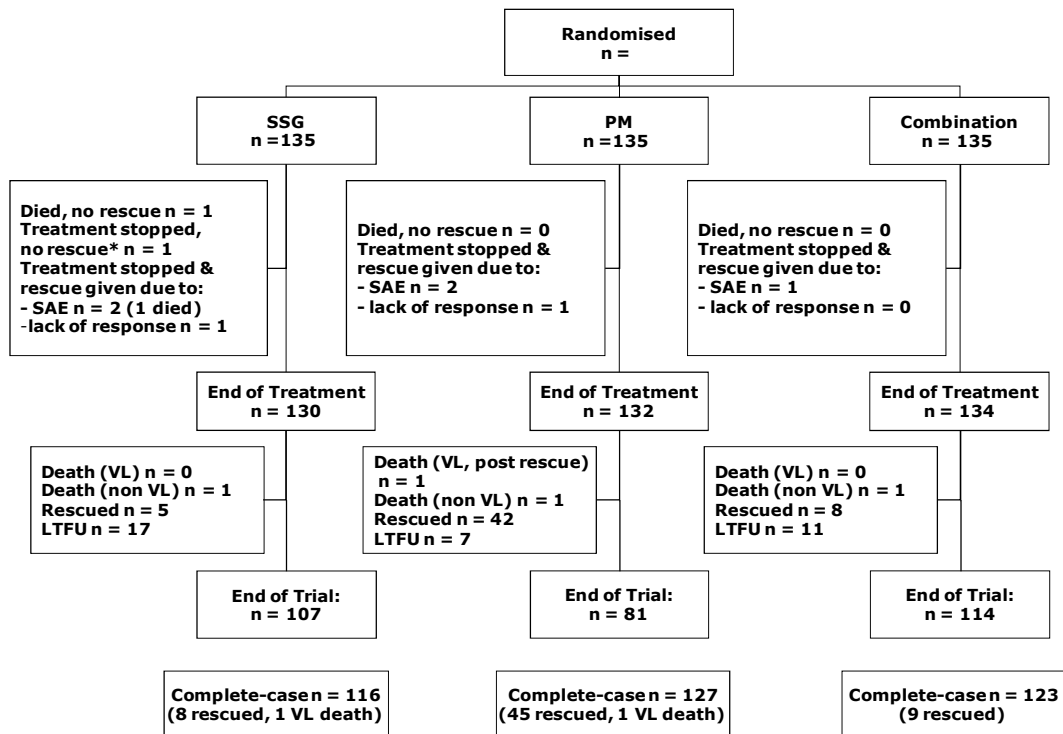 Randomised
n =
SSG
n =135
PM
n =135
Combination
n = 135
Died, no rescue n = 1
Treatment stopped,
no rescue* n = 1
Treatment stopped &
rescue given due to:
- SAE n = 2 (1 died)
-lack of response n = 1
Died, no rescue n = 0
Treatment stopped &
rescue given due to:
- SAE n = 2
- lack of response n = 1
Died, no rescue n = 0
Treatment stopped &
rescue given due to:
- SAE n = 1
- lack of response n = 0
End of Treatment
n = 130
End of Treatment
n = 132
End of Treatment
n = 134
Death (VL) n = 0
Death (non VL) n = 1
Rescued n = 5
LTFU n = 17
Death (VL, post rescue)
n = 1
Death (non VL) n = 1
Rescued n = 42
LTFU n = 7
Death (VL) n = 0
Death (non VL) n = 1
Rescued n = 8
LTFU n = 11
End of Trial:
n = 107
End of Trial:
n = 81
End of Trial:
n = 114
Complete-case n = 116
(8 rescued, 1 VL death)
Complete-case n = 127
(45 rescued, 1 VL death)
Complete-case n = 123
(9 rescued)